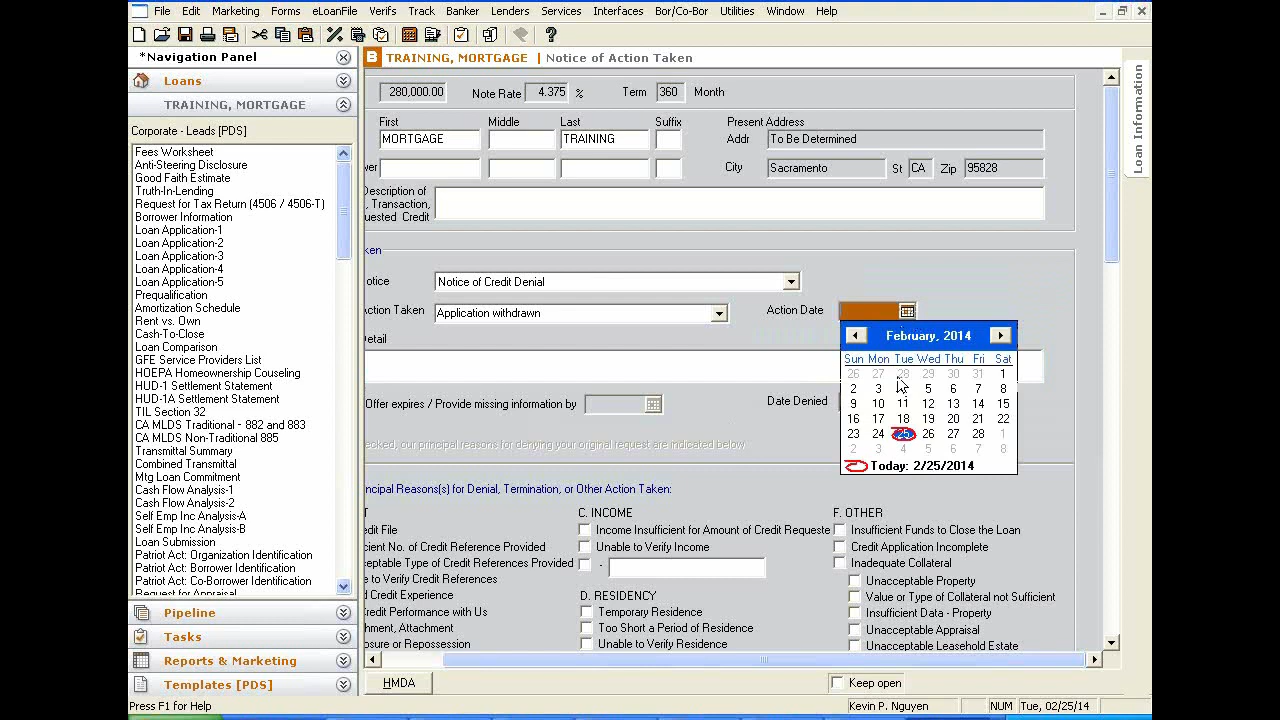 File Edit Marketing Forms eLoanFile Verifs Track Banker Lenders Services Interfaces Bor/Co-Bor Utilities Window Help
*Navigation Panel
Loans
TRAINING, MORTGAGE
Corporate - Leads [PDS]
Fees Worksheet
Anti-Steering Disclosure
Good Faith Estimate
Truth-In-Lending
Request for Tax Return (4506 / 4506-T)
Borrower Information
Loan Application-1
Loan Application-2
Loan Application-3
Loan Application-4
Loan Application-5
Prequalification
Amortization Schedule
Rent vs. Own
Cash-To-Close
Loan Comparison
GFE Service Providers List
HOEPA Homeownership Couseling
HUD-1 Settlement Statement
HUD-1A Settlement Statement
TIL Section 32
CA MLDS Traditional - 882 and 883
CA MLDS Non-Traditional 885
Transmittal Summary
Combined Transmittal
Mtg Loan Commitment
Cash Flow Analysis-1
Cash Flow Analysis-2
Self Emp Inc Analysis-A
Self Emp Inc Analysis-B
Loan Submission
Patriot Act: Organization Identification
Patriot Act: Borrower Identification
Patriot Act: Co-Borrower Identification
Request for Appraisal
Pipeline
Tasks
Reports & Marketing
Templates [PDS]
B TRAINING, MORTGAGE | Notice of Action Taken
280,000.00 Note Rate 4.375 % Term 360 Month
First Middle Last Suffix Present Address
MORTGAGE TRAINING Addr To Be Determined
wer City Sacramento St CA Zip 95828
Description of
, Transaction,
quested Credit
ken
otice Notice of Credit Denial
ction Taken Application withdrawn Action Date
Detail
Offer expires / Provide missing information by Date Denied
ecked, our principal reasons for denying your original request are indicated below
February, 2014
Sun Mon Tue Wed Thu Fri Sat
26 27 28 29 30 31 1
2 3 5 6 7 8
9 10 11 12 13 14 15
16 17 18 19 20 21 22
23 24 25 26 27 28 1
2 3 4 5 6 7 8
Today: 2/25/2014
ncipal Reasons(s) for Denial, Termination, or Other Action Taken:
T C. INCOME F. OTHER
edit File Income Insufficient for Amount of Credit Requeste Insufficient Funds to Close the Loan
cient No. of Credit Reference Provided Unable to Verify Income Credit Application Incomplete
eptable Type of Credit References Provided - Inadequate Collateral
e to Verify Credit References Unacceptable Property
d Credit Experience D. RESIDENCY Value or Type of Collateral not Sufficient
redit Performance with Us Temporary Residence Insufficient Data - Property
hment, Attachment Too Short a Period of Residence Unacceptable Appraisal
osure or Repossession Unable to Verify Residence Unacceptable Leasehold Estate
HMDA Keep open
Loan Information
Press F1 for Help Kevin P. Nguyen NUM Tue, 02/25/14